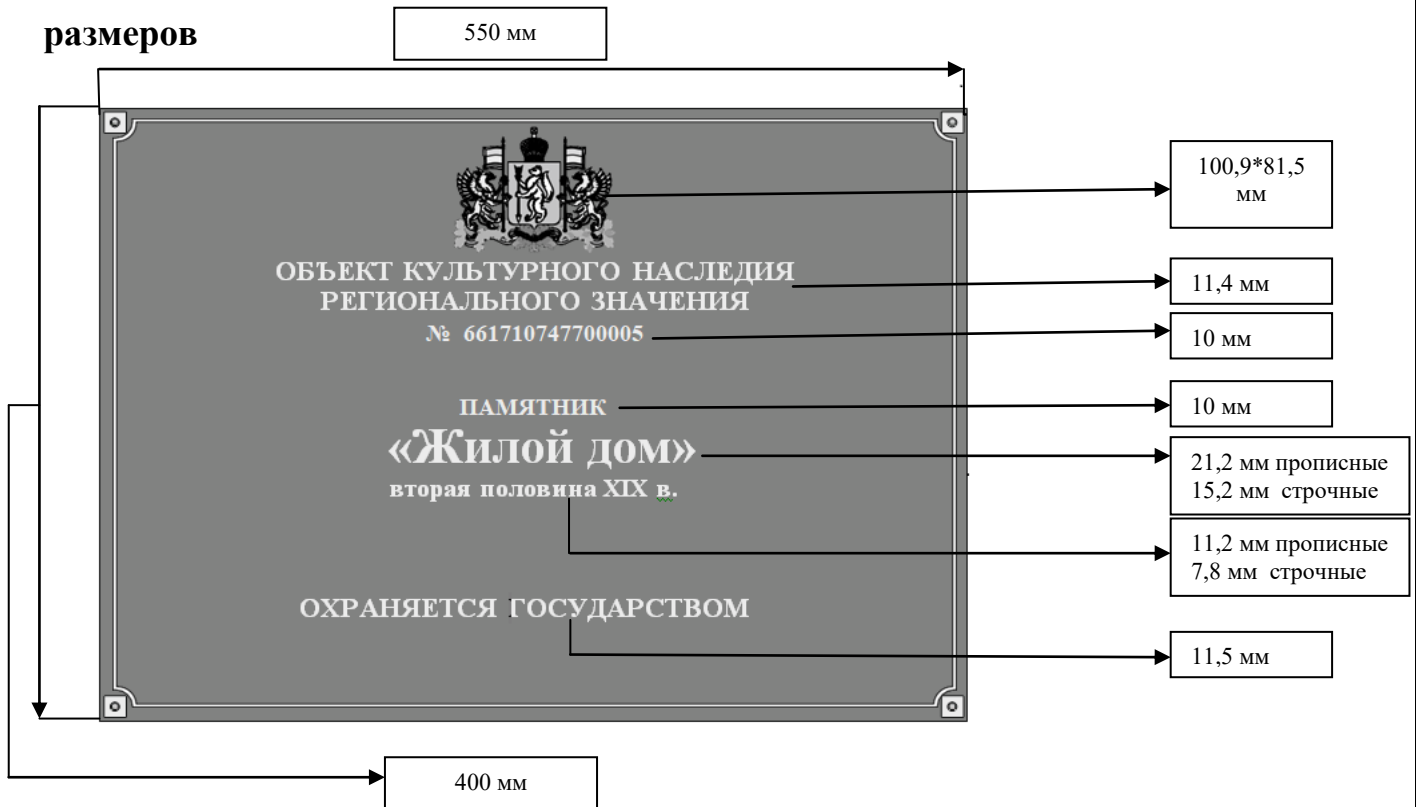 размеров
550 мм
100,9*81,5
мм
ОБЪЕКТ КУЛЬТУРНОГО НАСЛЕДИЯ
РЕГИОНАЛЬНОГО ЗНАЧЕНИЯ
№ 661710747700005
11,4 мм
10 мм
ПАМЯТНИК
10 мм
«Жилой дом»
21,2 мм прописные
15,2 мм строчные
вторая половина XIX в.
11,2 мм прописные
7,8 мм строчные
ОХРАНЯЕТСЯ ГОСУДАРСТВОМ
11,5 мм
400 мм